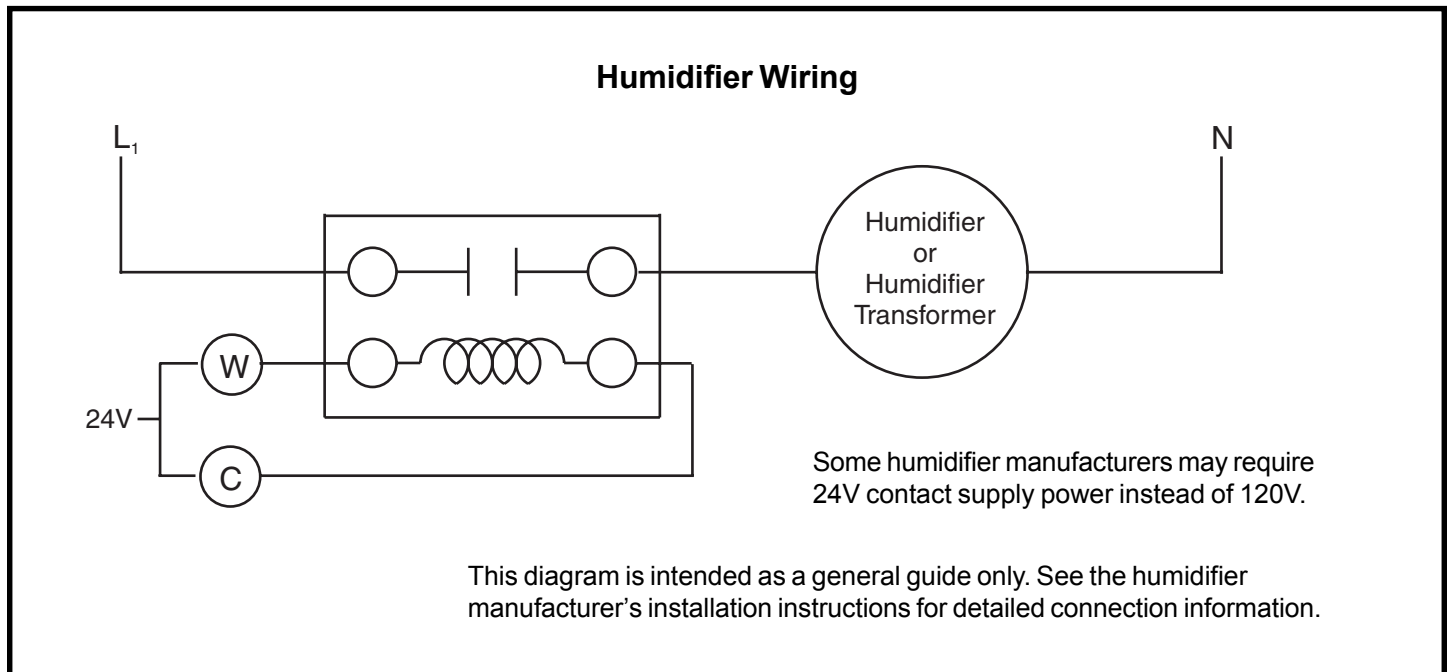 Humidifier Wiring
L1
N
Humidifier
or
Humidifier
Transformer
W
24V
C
Some humidifier manufacturers may require
24V contact supply power instead of 120V.
This diagram is intended as a general guide only. See the humidifier
manufacturer's installation instructions for detailed connection information.